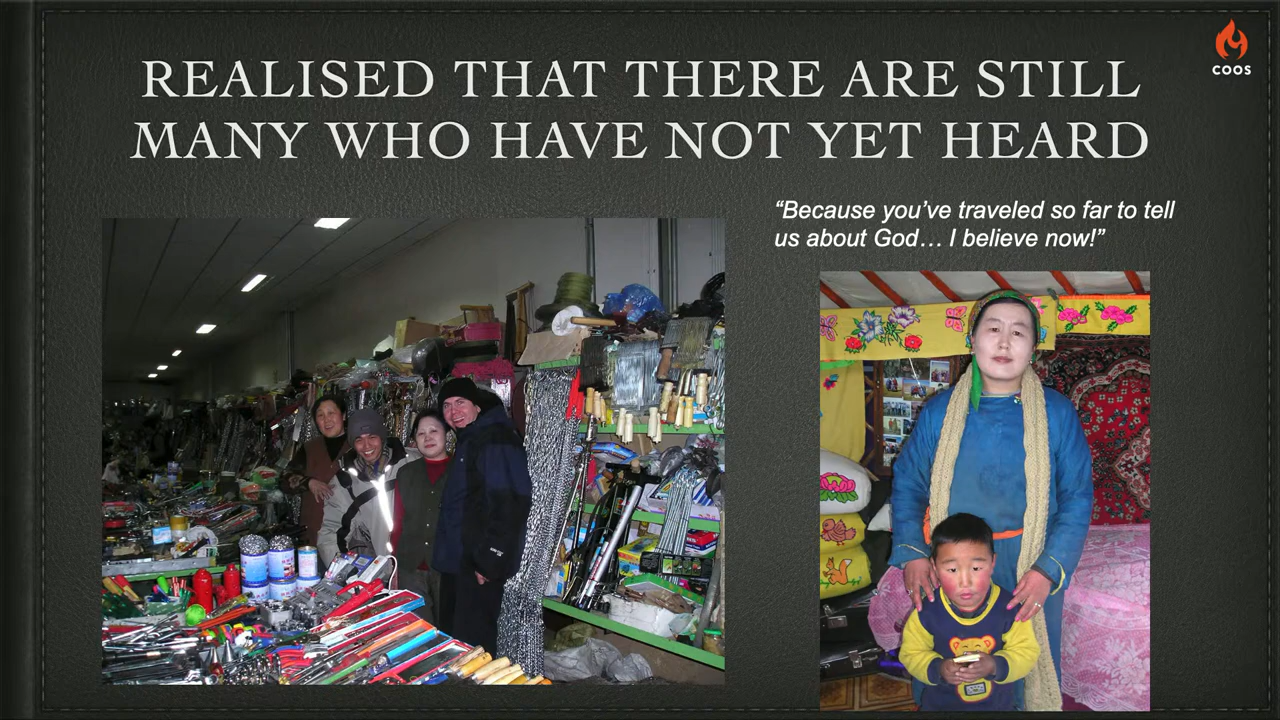 COOS
REALISED THAT THERE ARE STILL
MANY WHO HAVE NOT YET HEARD
“Because you’ve traveled so far to tell
us about God… I believe now!”